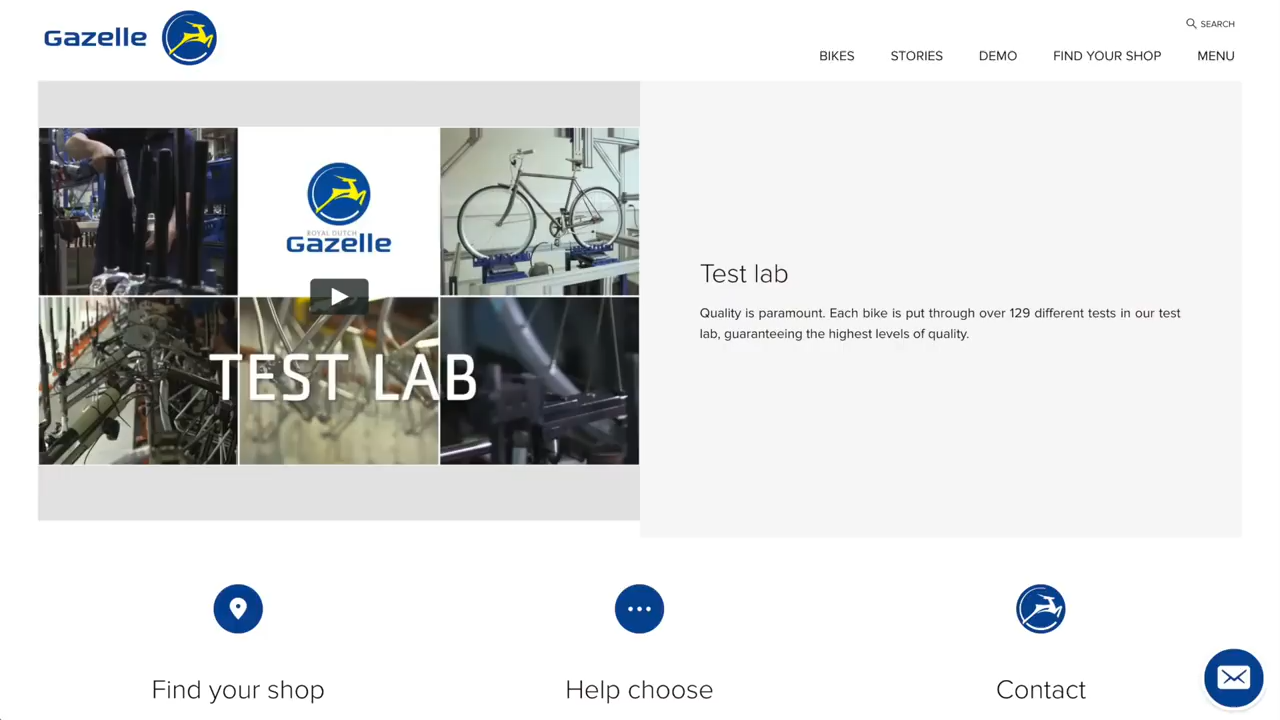 Gazelle
SEARCH
BIKES
STORIES
DEMO
FIND YOUR SHOP
MENU
ROYAL DUTCH
Gazelle
TEST LAB
Test lab
Quality is paramount. Each bike is put through over 129 different tests in our test
lab, guaranteeing the highest levels of quality.
Find your shop
Help choose
Contact